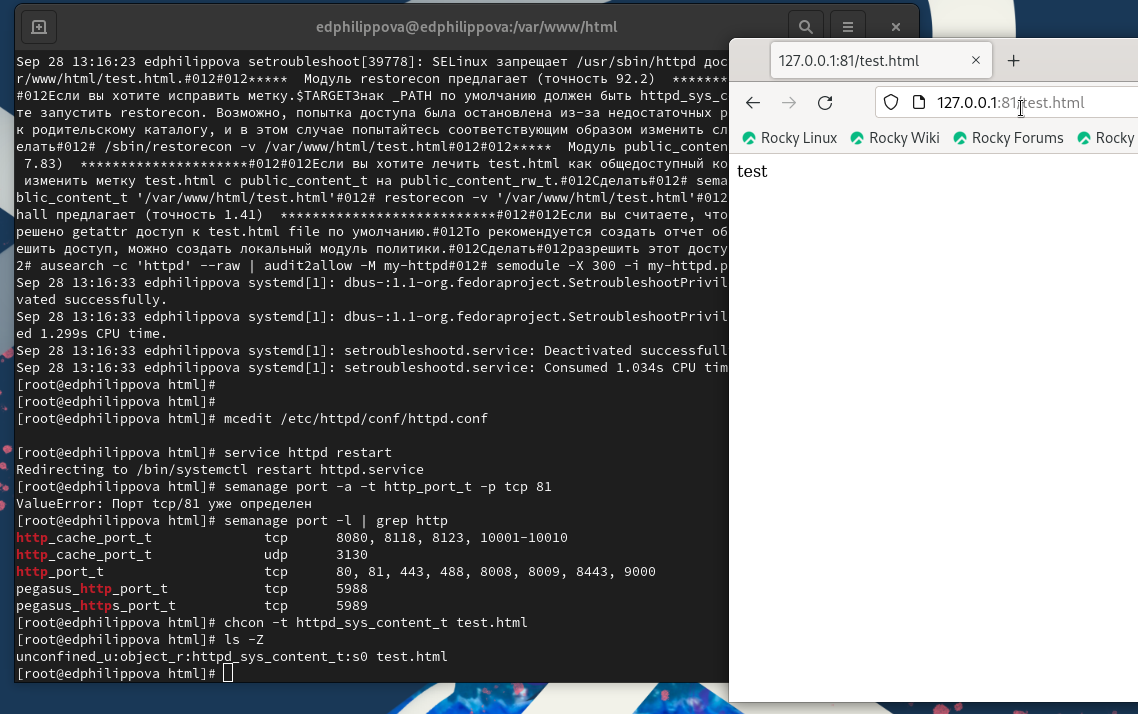 edphilippova@edphilippova:/var/www/html
Sep 28 13:16:23 edphilippova setroubleshoot[39778]: SELinux запрещает /usr/sbin/httpd дос
r/www/html/test.html.#012#012*****  Модуль restorecon предлагает (точность 92.2)  *******
#012Если вы хотите исправить метку.$TARGETЗнак _PATH по умолчанию должен быть httpd_sys_c
те запустить restorecon. Возможно, попытка доступа была остановлена из-за недостаточных р
к родительскому каталогу, и в этом случае попытайтесь соответствующим образом изменить сл
елать#012# /sbin/restorecon -v /var/www/html/test.html#012#012*****  Модуль public_conten
 7.83)  *********************#012#012Если вы хотите лечить test.html как общедоступный ко
 изменить метку test.html с public_content_t на public_content_rw_t.#012Сделать#012# sema
blic_content_t '/var/www/html/test.html'#012# restorecon -v '/var/www/html/test.html'#012
hall предлагает (точность 1.41)  ***************************#012#012Если вы считаете, что
решено getattr доступ к test.html file по умолчанию.#012То рекомендуется создать отчет об
ешить доступ, можно создать локальный модуль политики.#012Сделать#012разрешить этот досту
2# ausearch -c 'httpd' --raw | audit2allow -M my-httpd#012# semodule -X 300 -i my-httpd.p
Sep 28 13:16:33 edphilippova systemd[1]: dbus-:1.1-org.fedoraproject.SetroubleshootPrivil
vated successfully.
Sep 28 13:16:33 edphilippova systemd[1]: dbus-:1.1-org.fedoraproject.SetroubleshootPrivil
ed 1.299s CPU time.
Sep 28 13:16:33 edphilippova systemd[1]: setroubleshootd.service: Deactivated successfull
Sep 28 13:16:33 edphilippova systemd[1]: setroubleshootd.service: Consumed 1.034s CPU tim
[root@edphilippova html]#
[root@edphilippova html]#
[root@edphilippova html]# mcedit /etc/httpd/conf/httpd.conf
[root@edphilippova html]# service httpd restart
Redirecting to /bin/systemctl restart httpd.service
[root@edphilippova html]# semanage port -a -t http_port_t -p tcp 81
ValueError: Порт tcp/81 уже определен
[root@edphilippova html]# semanage port -l | grep http
http_cache_port_t              tcp      8080, 8118, 8123, 10001-10010
http_cache_port_t              udp      3130
http_port_t                    tcp      80, 81, 443, 488, 8008, 8009, 8443, 9000
pegasus_http_port_t            tcp      5988
pegasus_https_port_t           tcp      5989
[root@edphilippova html]# chcon -t httpd_sys_content_t test.html
[root@edphilippova html]# ls -Z
unconfined_u:object_r:httpd_sys_content_t:s0 test.html
[root@edphilippova html]#
127.0.0.1:81/test.html
127.0.0.1:81/test.html
Rocky Linux Rocky Wiki Rocky Forums Rocky
test